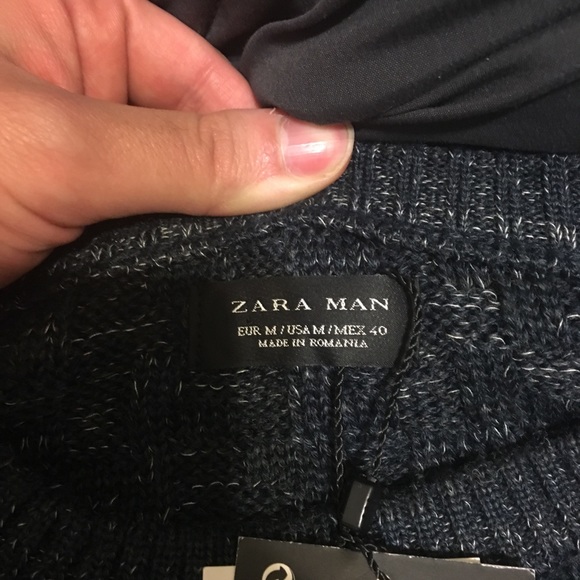 ZARA MAN
EUR M / USA M / MEX 40
MADE IN ROMANIA